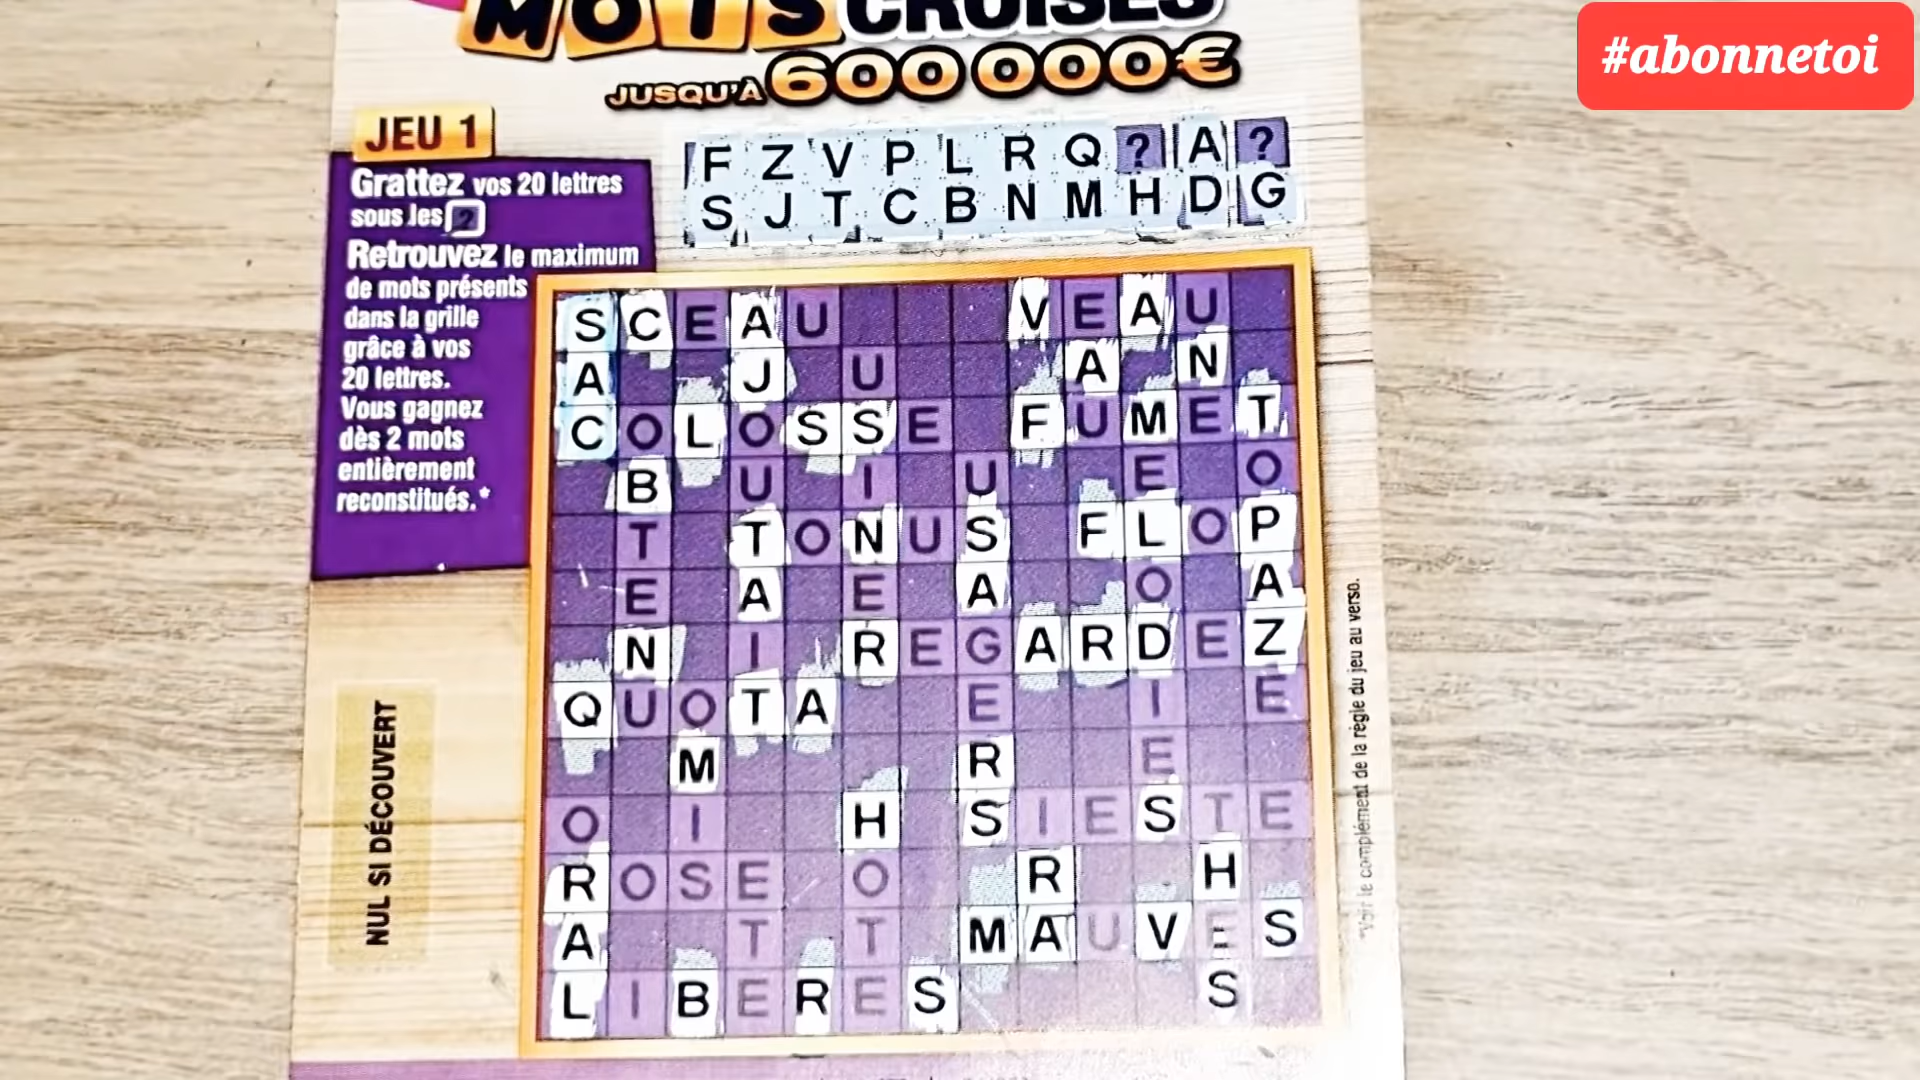 #abonnetoi
MOTS CROISÉS
JUSQU'À 600 000€
JEU 1
Grattez vos 20 lettres
sous les ?
Retrouvez le maximum
de mots présents
dans la grille
grâce à vos
20 lettres.
Vous gagnez
dès 2 mots
entièrement
reconstitués.*
F Z V P L R Q ? A ?
S J T C B N M H D G
S C E A U V E A U
A J U A N
C O L O S S E F U M E T
B U I U E O
T T O N U S F L O P
E A E A O A
N I R E G A R D E Z
Q U O T A E I E
M R E
O I H S I E S T E
R O S E O R H
A T T M A U V E S
L I B E R E S S
NUL SI DÉCOUVERT
*Voir le complément de la règle du jeu au verso.